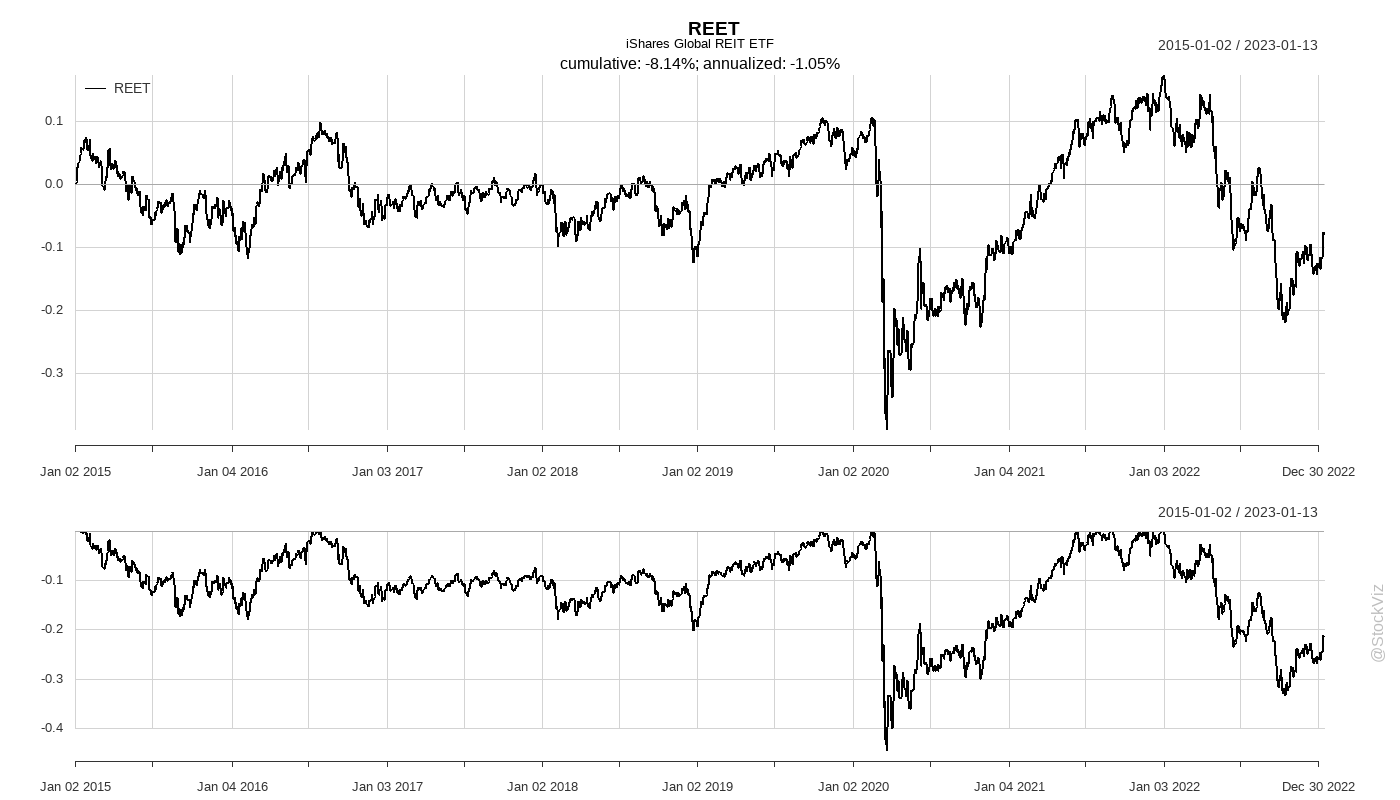 REET
iShares Global REIT ETF
cumulative: -8.14%; annualized: -1.05%
2015-01-02 / 2023-01-13
REET
0.1
0.0
-0.1
-0.2
-0.3
Jan 02 2015 Jan 04 2016 Jan 03 2017 Jan 02 2018 Jan 02 2019 Jan 02 2020 Jan 04 2021 Jan 03 2022 Dec 30 2022
2015-01-02 / 2023-01-13
-0.1
-0.2
-0.3
-0.4
Jan 02 2015 Jan 04 2016 Jan 03 2017 Jan 02 2018 Jan 02 2019 Jan 02 2020 Jan 04 2021 Jan 03 2022 Dec 30 2022
@StockViz